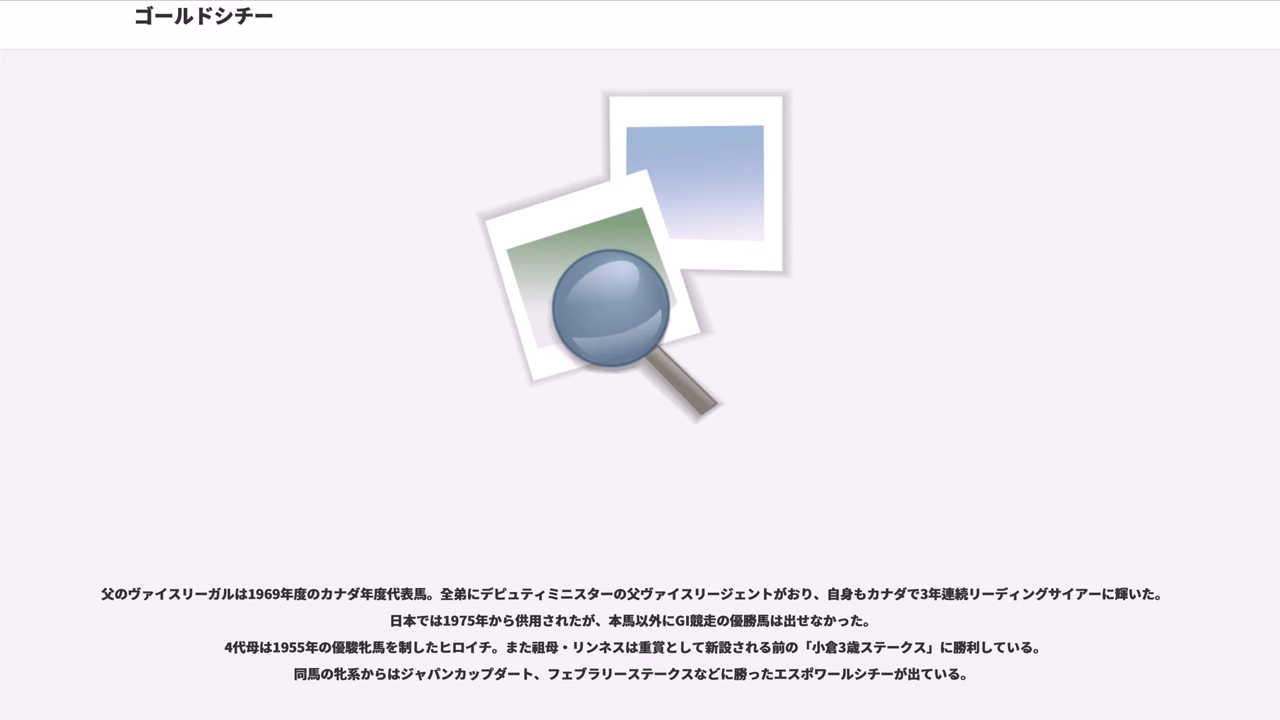 ゴールドシチー
父のヴァイスリーガルは1969年度のカナダ年度代表馬。全弟にデピュティミニスターの父ヴァイスリージェントがおり、自身もカナダで3年連続リーディングサイアーに輝いた。
日本では1975年から供用されたが、本馬以外にGI競走の優勝馬は出せなかった。
4代母は1955年の優駿牝馬を制したヒロイチ。また祖母・リンネスは重賞として新設される前の「小倉3歳ステークス」に勝利している。
同馬の牝系からはジャパンカップダート、フェブラリーステークスなどに勝ったエスポワールシチーが出ている。